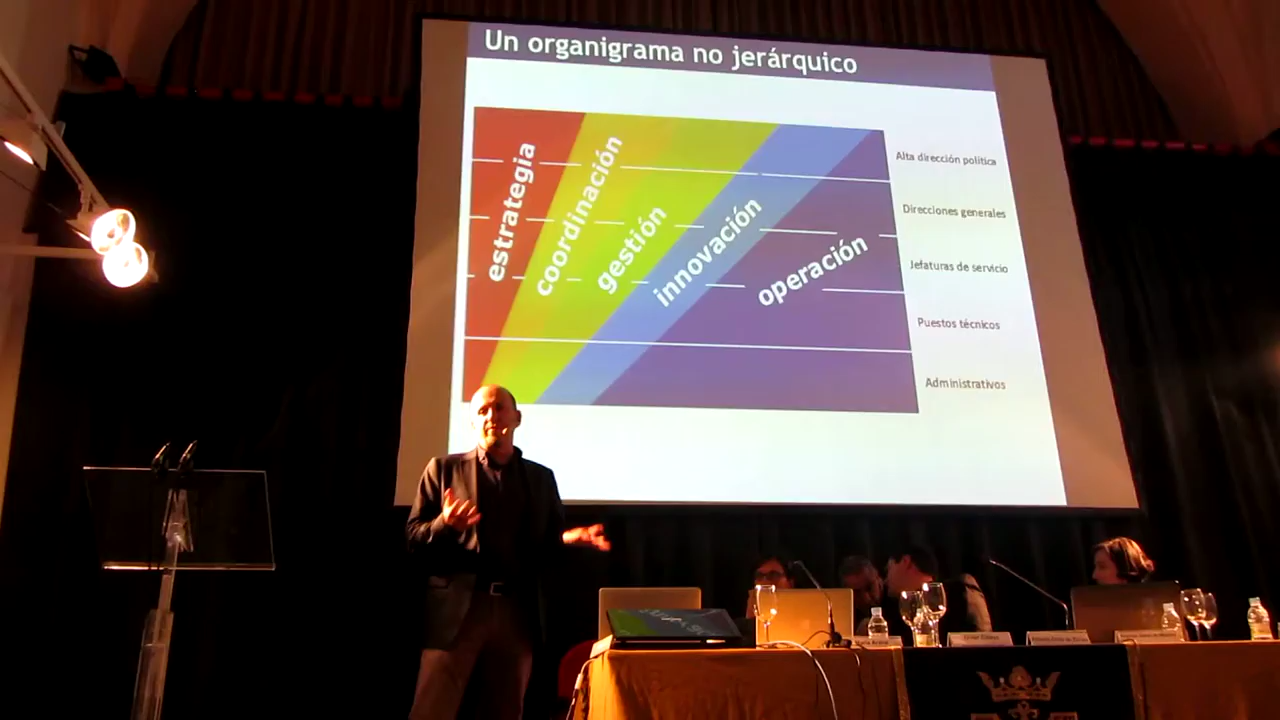 Un organigrama no jerárquico
estrategia
coordinación
gestión
innovación
operación
Alta dirección política
Direcciones generales
Jefaturas de servicio
Puestos técnicos
Administrativos